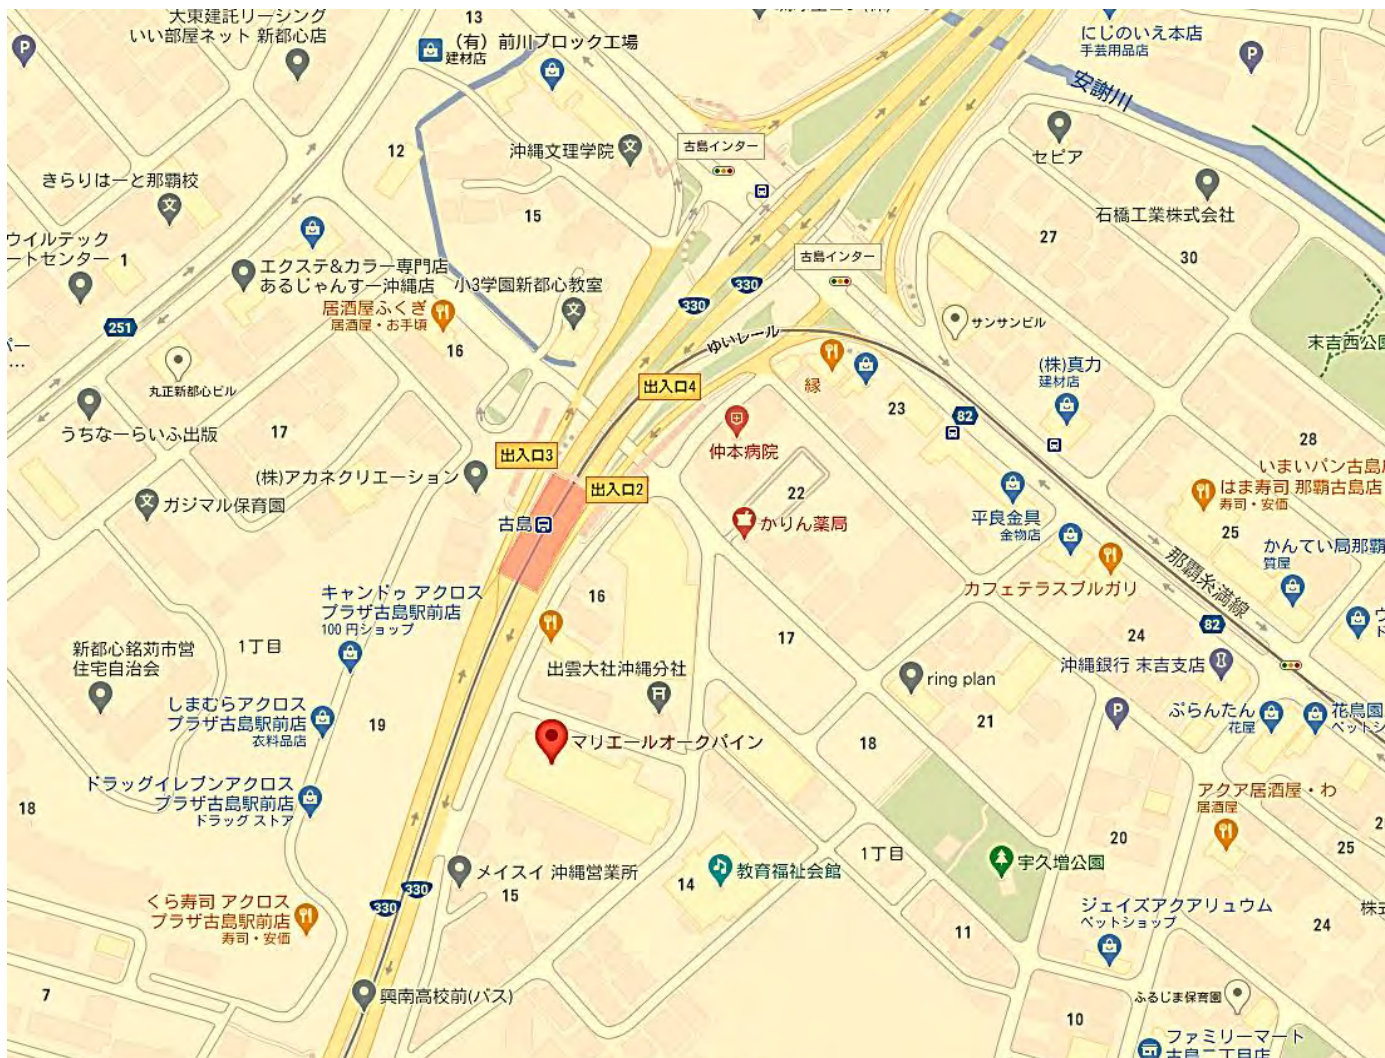 大東建託リーシング
いい部屋ネット 新都心店
13
(有) 前川ブロック工場
建材店
にじのいえ本店
手芸用品店
P
P
安謝川
12
沖縄文理学院
文
古島インター
セピア
きらりはーと那覇校
文
15
石橋工業株式会社
27
30
ウイルテック
ートセンター
1
エクステ&カラー専門店
あるじゃんすー沖縄店
小3学園新都心教室
文
古島インター
330
330
居酒屋ふくぎ
居酒屋・お手頃
251
16
ゆいレール
サンサンビル
末吉西公園
パー
...
丸正新都心ビル
縁
(株)真力
建材店
出入口4
23
82
うちなーらいふ出版
17
仲本病院
28
出入口3
(株)アカネクリエーション
出入口2
22
いまいパン古島
はま寿司 那覇古島店
寿司・安価
文
ガジマル保育園
古島
かりん薬局
平良金具
金物店
25
かんてい局那覇
質屋
カフェテラスブルガリ
那覇糸満線
キャンドゥ アクロス
プラザ古島駅前店
100 円ショップ
16
17
24
82
新都心銘苅市営
住宅自治会
1丁目
出雲大社沖縄分社
ring plan
沖縄銀行 末吉支店
しまむらアクロス
プラザ古島駅前店
衣料品店
19
21
P
ぷらんたん
花屋
花鳥園
マリエールオークパイン
18
ドラッグイレブンアクロス
プラザ古島駅前店
ドラッグ ストア
18
アクア居酒屋・わ
居酒屋
20
25
1丁目
宇久増公園
メイスイ 沖縄営業所
教育福祉会館
14
15
330
330
くら寿司 アクロス
プラザ古島駅前店
寿司・安価
ジェイズアクアリュウム
ペットショップ
24
11
7
興南高校前(バス)
ふるじま保育園
10
ファミリーマート
古島二丁目店